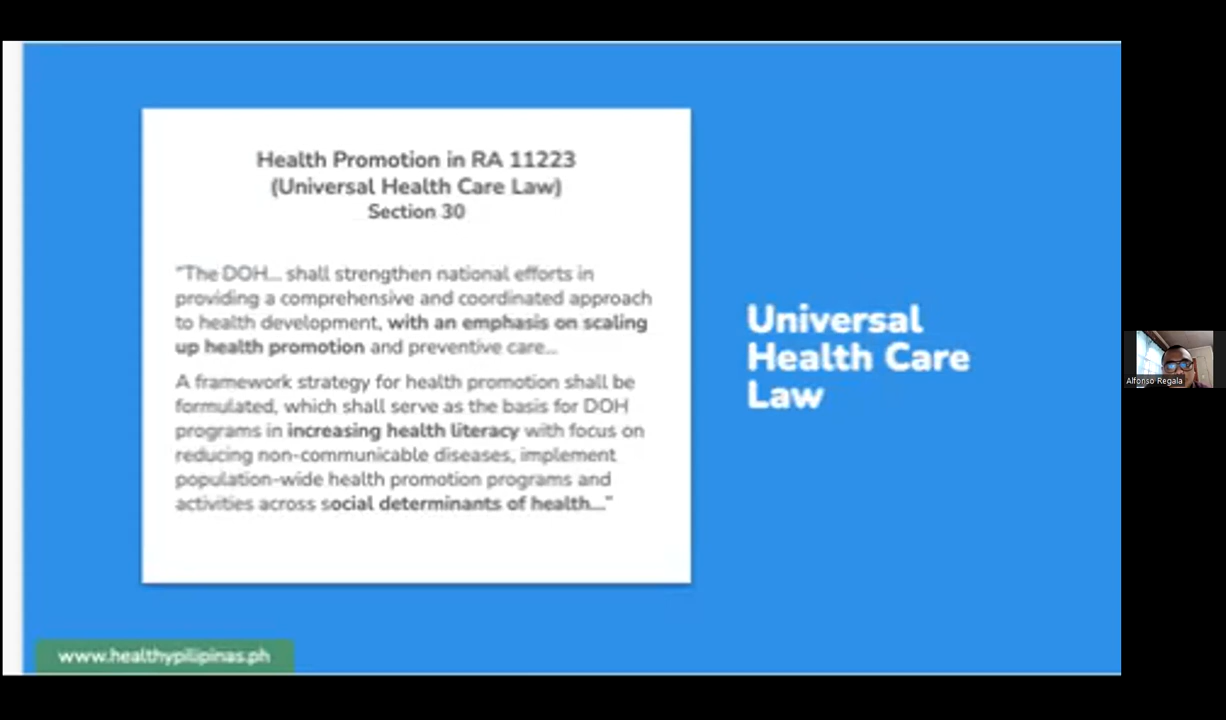 Health Promotion in RA 11223
(Universal Health Care Law)
Section 30
"The DOH... shall strengthen national efforts in
providing a comprehensive and coordinated approach
to health development, with an emphasis on scaling
up health promotion and preventive care...
A framework strategy for health promotion shall be
formulated, which shall serve as the basis for DOH
programs in increasing health literacy with focus on
reducing non-communicable diseases, implement
population-wide health promotion programs and
activities across social determinants of health..."
Universal
Health Care
Law
Alfonso Regala
www.healthypilipinas.ph